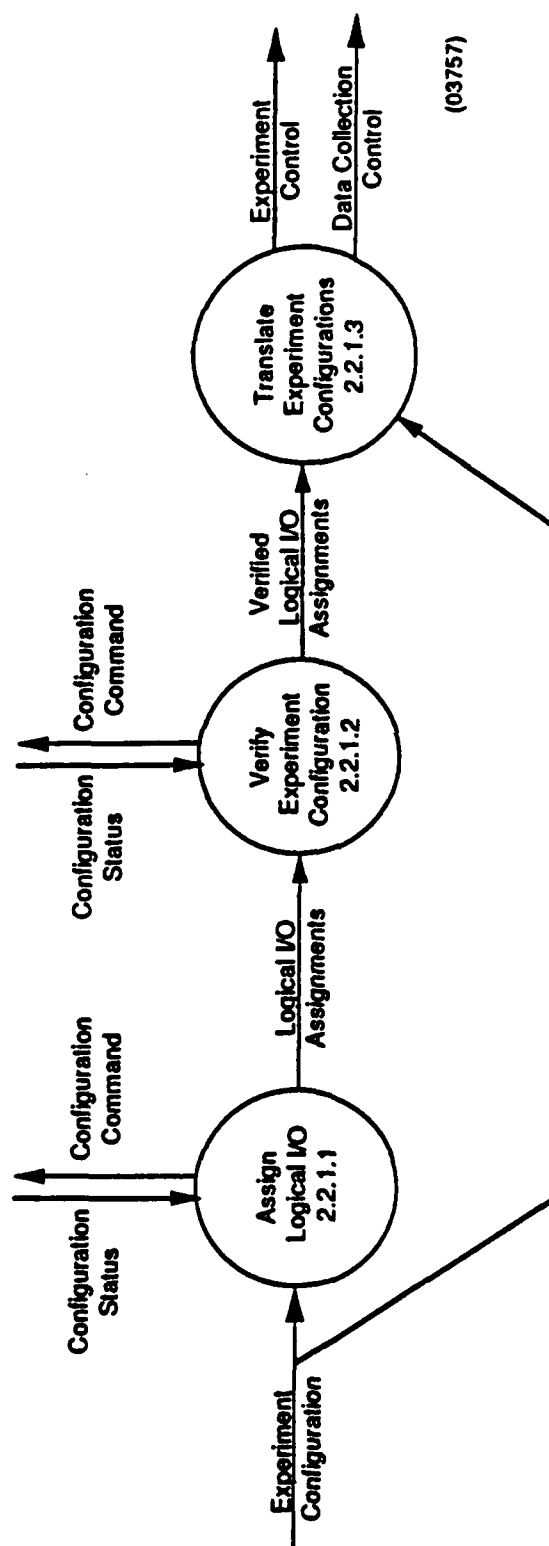 Experiment
Configuration
Configuration
Status
Configuration
Command
Assign
Logical I/O
2.2.1.1
Logical I/O
Assignments
Configuration
Status
Configuration
Command
Verify
Experiment
Configuration
2.2.1.2
Verified
Logical I/O
Assignments
Translate
Experiment
Configurations
2.2.1.3
Experiment
Control
Data Collection
Control
(03757)